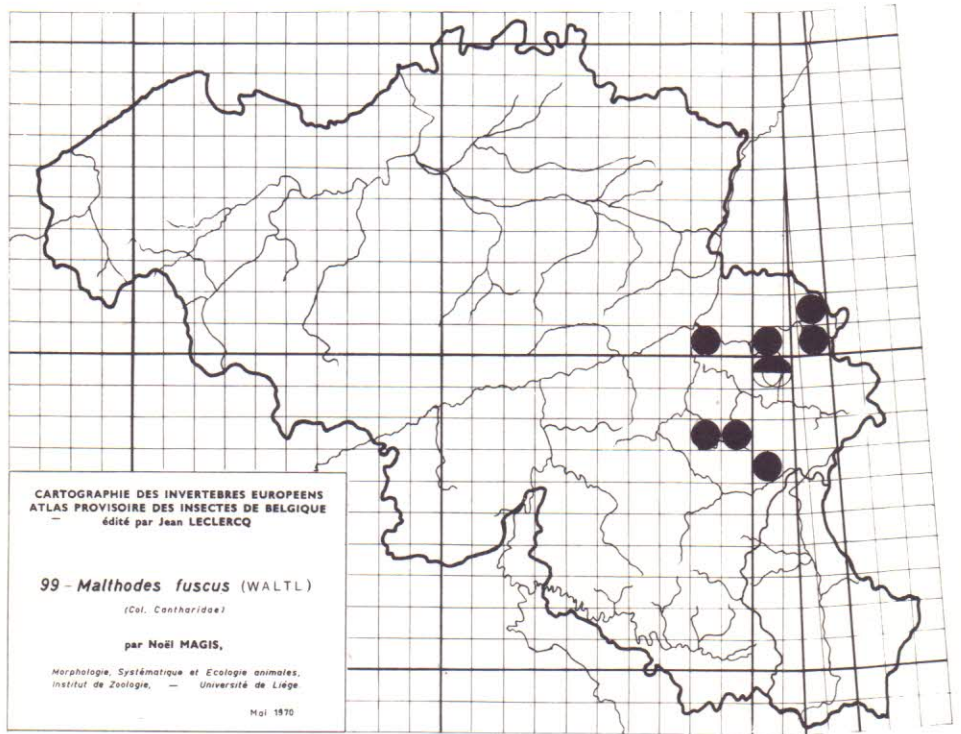 CARTOGRAPHIE DES INVERTEBRES EUROPEENS
ATLAS PROVISOIRE DES INSECTES DE BELGIQUE
édité par Jean LECLERCQ
99 - Malthodes fuscus (WALTL)
(Col. Cantharidae)
par Noël MAGIS,
Morphologie, Systématique et Ecologie animales,
Institut de Zoologie, — Université de Liége.
Mai 1970